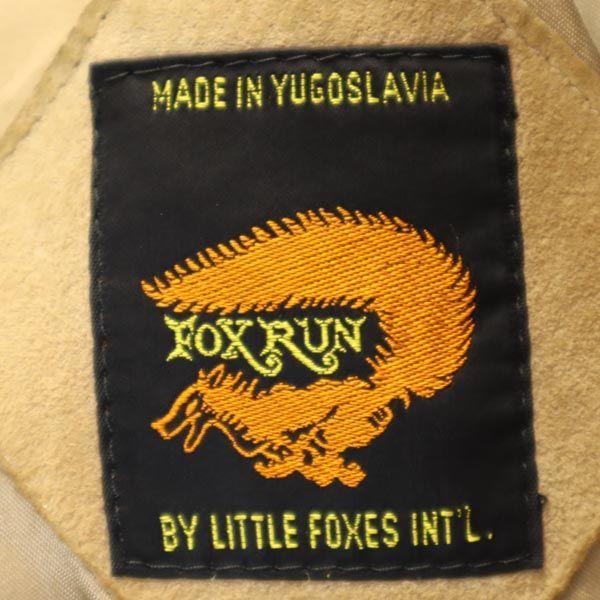 MADE IN YUGOSLAVIA
FOX RUN
BY LITTLE FOXES INT'L.